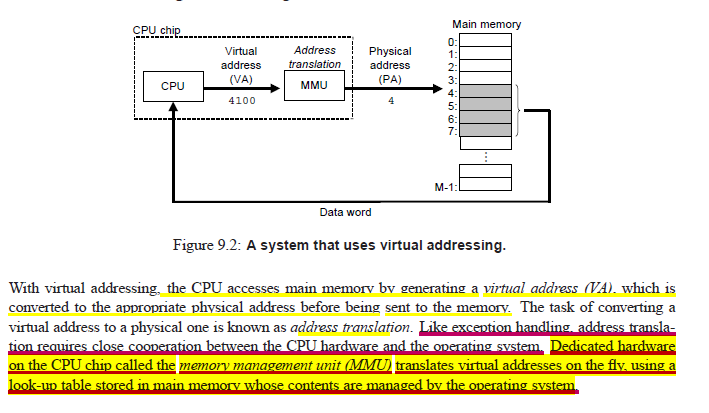 CPU chip
Main memory
Virtual address (VA)
Address translation
Physical address (PA)
CPU
MMU
4100
4
0:
1:
2:
3:
4:
5:
6:
7:
M-1:
Data word
Figure 9.2: A system that uses virtual addressing.
With virtual addressing, the CPU accesses main memory by generating a virtual address (VA), which is
converted to the appropriate physical address before being sent to the memory. The task of converting a
virtual address to a physical one is known as address translation. Like exception handling, address transla-
tion requires close cooperation between the CPU hardware and the operating system. Dedicated hardware
on the CPU chip called the memory management unit (MMU) translates virtual addresses on the fly, using a
look-up table stored in main memory whose contents are managed by the operating system.